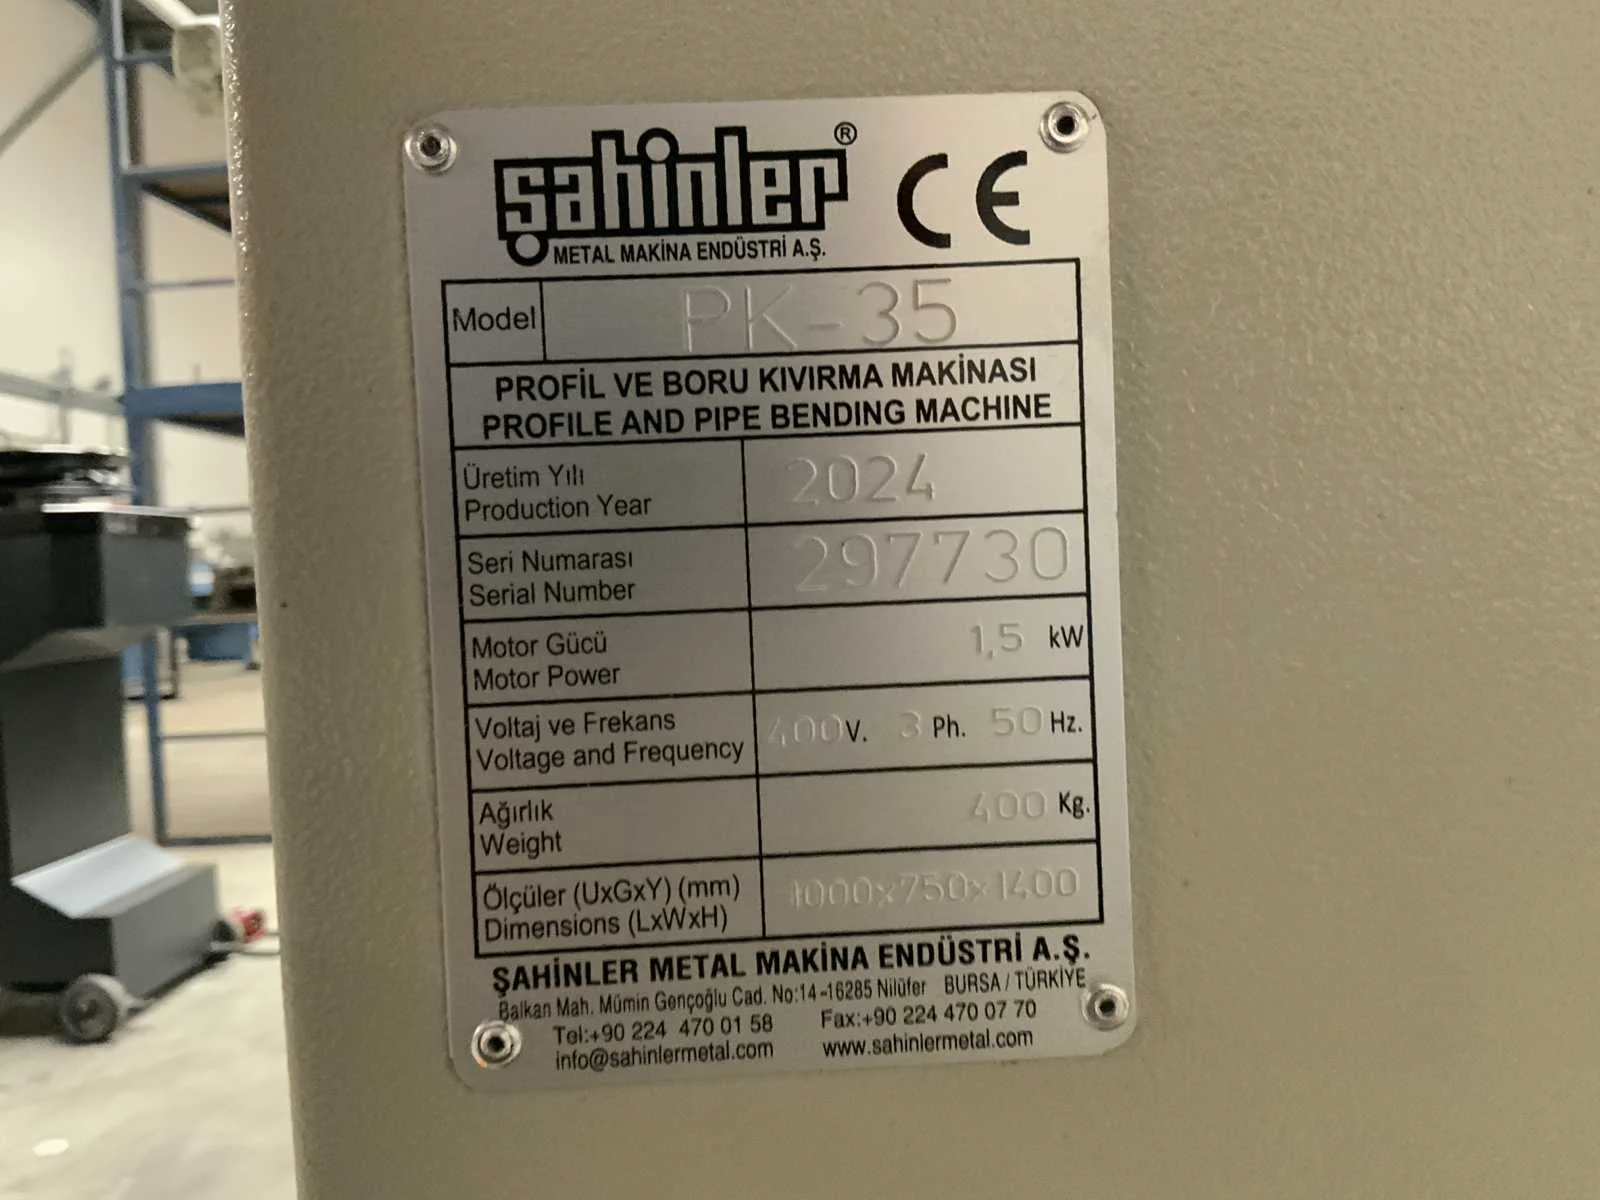 şahinler®
CE
METAL MAKİNA ENDÜSTRİ A.Ş.
Model PK-35
PROFİL VE BORU KIVIRMA MAKİNASI
PROFILE AND PIPE BENDING MACHINE
Üretim Yılı
Production Year
2024
Seri Numarası
Serial Number
297730
Motor Gücü
Motor Power
1,5 kW
Voltaj ve Frekans
Voltage and Frequency
400V. 3 Ph. 50 Hz.
Ağırlık
Weight
400 Kg.
Ölçüler (UxGxY) (mm)
Dimensions (LxWxH)
1000x750x1400
ŞAHİNLER METAL MAKİNA ENDÜSTRİ A.Ş.
Balkan Mah. Mümin Gençoğlu Cad. No:14 -16285 Nilüfer BURSA / TÜRKİYE
Tel:+90 224 470 01 58 Fax:+90 224 470 07 70
info@sahinlermetal.com www.sahinlermetal.com